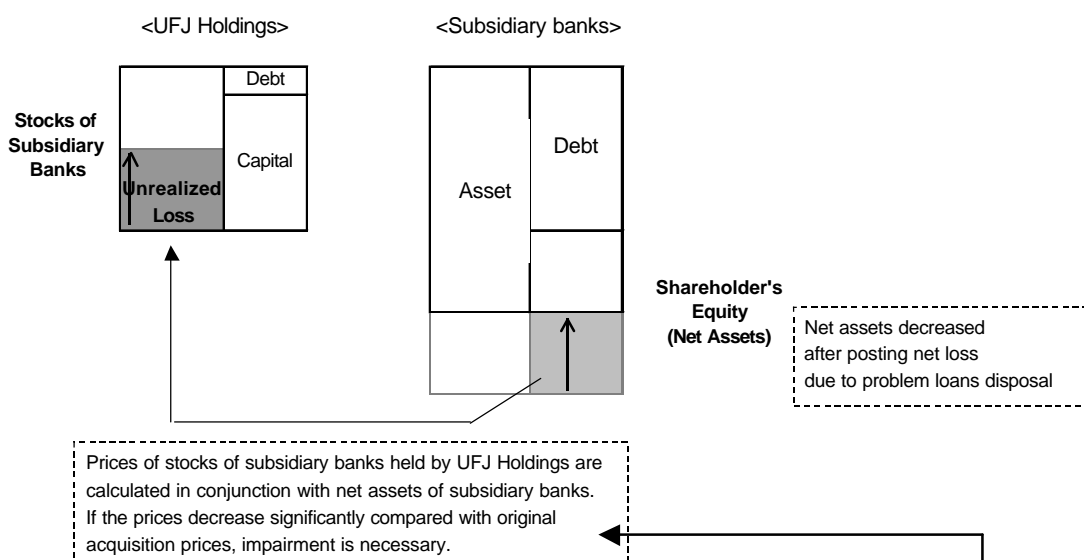 <UFJ Holdings>
<Subsidiary banks>
Debt
Stocks of
Subsidiary
Banks
Capital
Unrealized
Loss
Asset
Debt
Shareholder's
Equity
(Net Assets)
Net assets decreased
after posting net loss
due to problem loans disposal
Prices of stocks of subsidiary banks held by UFJ Holdings are
calculated in conjunction with net assets of subsidiary banks.
If the prices decrease significantly compared with original
acquisition prices, impairment is necessary.